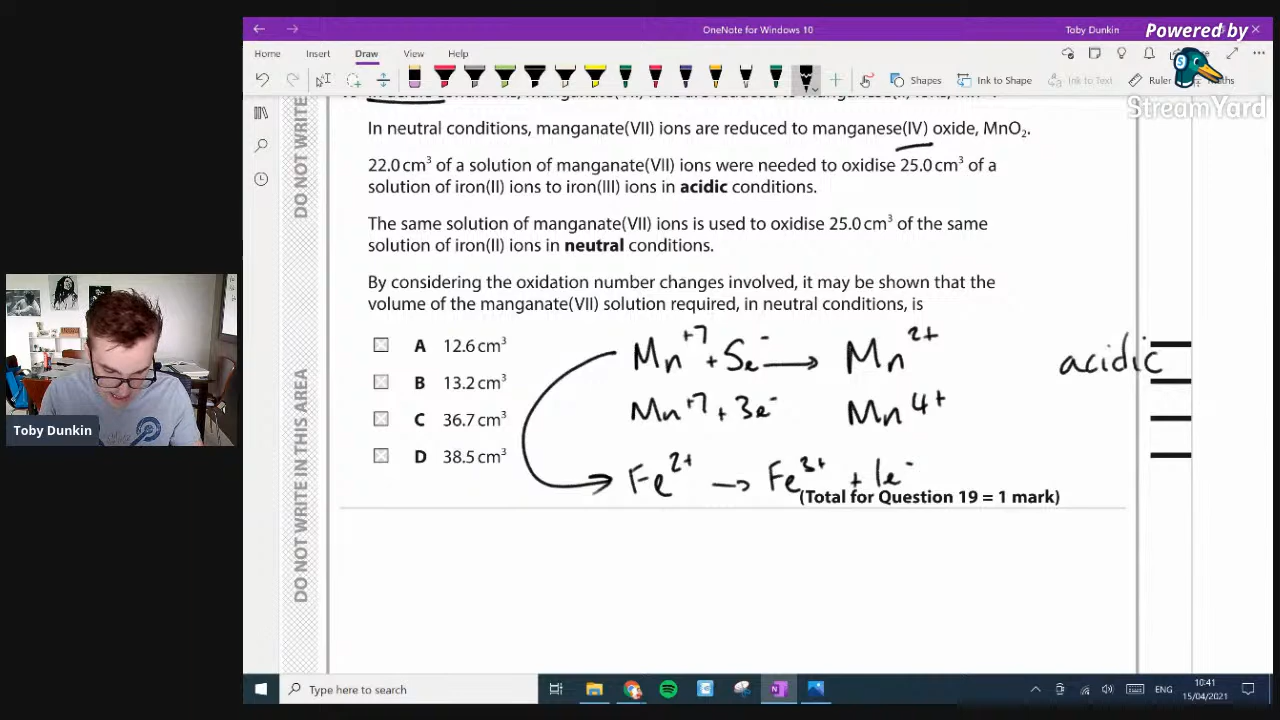 OneNote for Windows 10
Toby Dunkin
Powered by
StreamYard
Home Insert Draw View Help
Shapes Ink to Shape Ink to Text Ruler
DO NOT WRITE
In neutral conditions, manganate(VII) ions are reduced to manganese(IV) oxide, MnO₂.
22.0 cm³ of a solution of manganate(VII) ions were needed to oxidise 25.0 cm³ of a
solution of iron(II) ions to iron(III) ions in acidic conditions.
The same solution of manganate(VII) ions is used to oxidise 25.0 cm³ of the same
solution of iron(II) ions in neutral conditions.
By considering the oxidation number changes involved, it may be shown that the
volume of the manganate(VII) solution required, in neutral conditions, is
A 12.6 cm³
B 13.2 cm³
C 36.7 cm³
D 38.5 cm³
Mn⁺⁷ + 5e⁻ → Mn²⁺ acidic
Mn⁺⁷ + 3e⁻ Mn⁴⁺
Fe²⁺ → Fe³⁺ + 1e⁻
(Total for Question 19 = 1 mark)
DO NOT WRITE IN THIS AREA
Toby Dunkin
Type here to search
ENG
10:41
15/04/2021